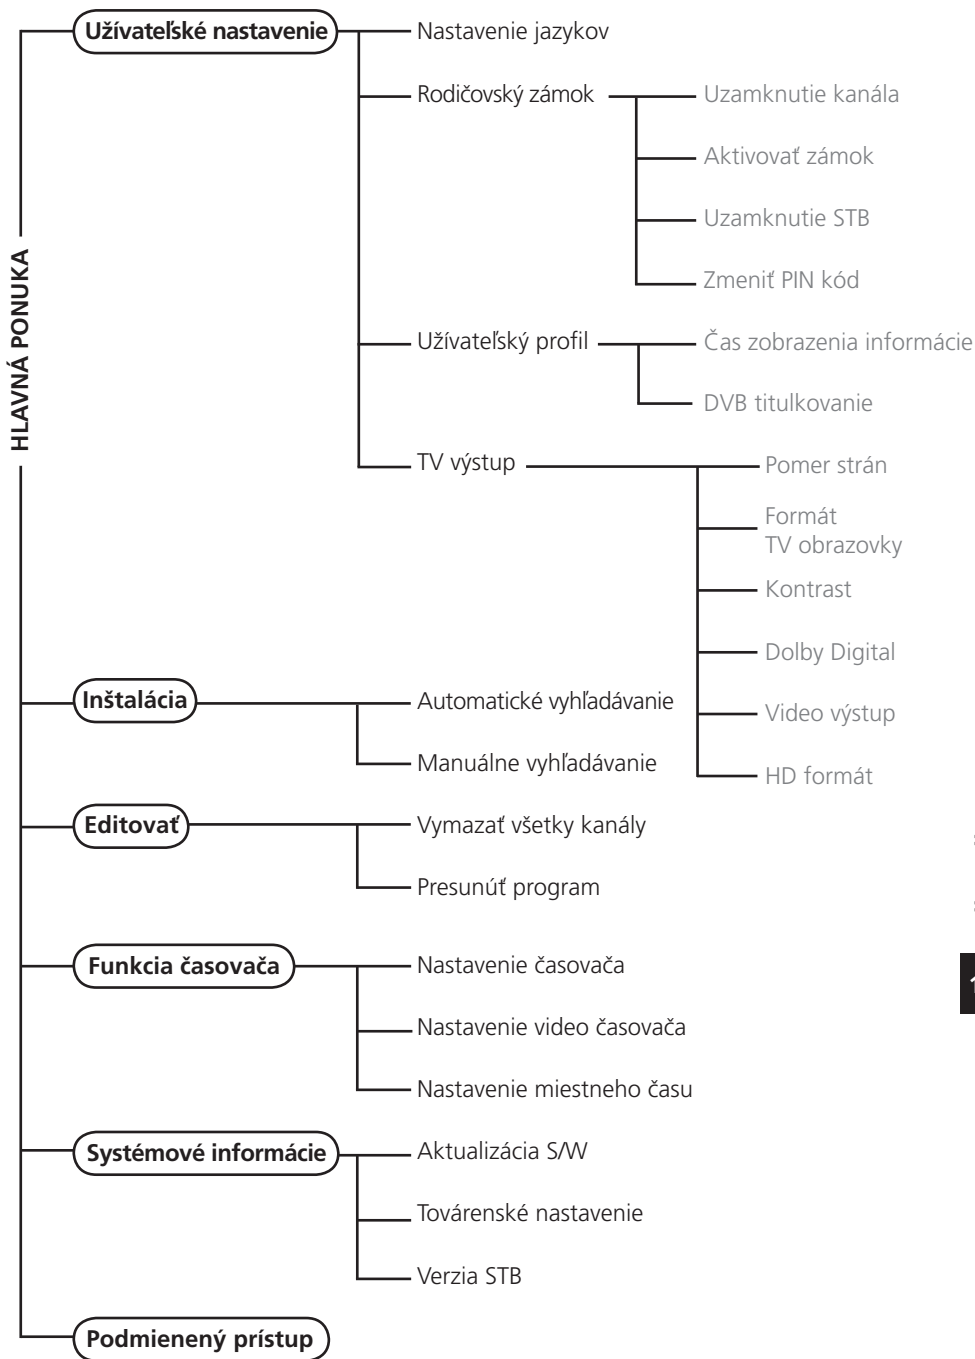 HLAVNÁ PONUKA
Užívateľské nastavenie
Nastavenie jazykov
Rodičovský zámok
Uzamknutie kanála
Aktivovať zámok
Uzamknutie STB
Zmeniť PIN kód
Užívateľský profil
Čas zobrazenia informácie
DVB titulkovanie
TV výstup
Pomer strán
Formát
TV obrazovky
Kontrast
Dolby Digital
Video výstup
HD formát
Inštalácia
Automatické vyhľadávanie
Manuálne vyhľadávanie
Editovať
Vymazať všetky kanály
Presunúť program
Funkcia časovača
Nastavenie časovača
Nastavenie video časovača
Nastavenie miestneho času
Systémové informácie
Aktualizácia S/W
Továrenské nastavenie
Verzia STB
Podmienený prístup